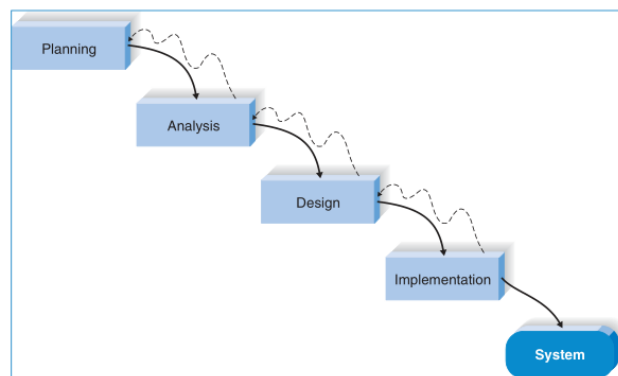 Planning
Analysis
Design
Implementation
System